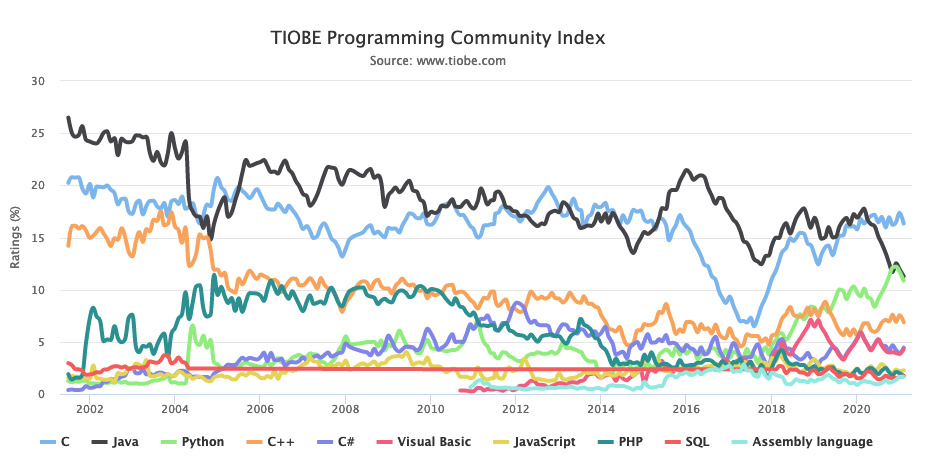 TIOBE Programming Community Index
Source: www.tiobe.com
Ratings (%)
30
25
20
15
10
5
0
2002 2004 2006 2008 2010 2012 2014 2016 2018 2020
C Java Python C++ C# Visual Basic JavaScript PHP SQL Assembly language